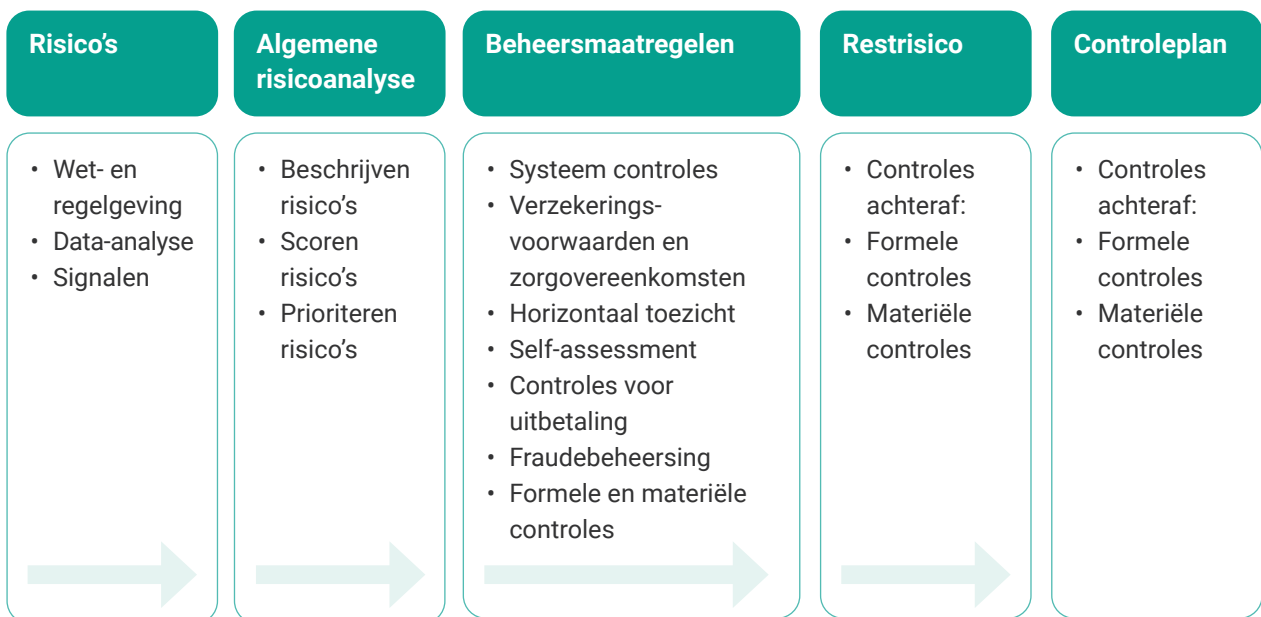 Risico’s
• Wet- en
regelgeving
• Data-analyse
• Signalen
Algemene
risicoanalyse
• Beschrijven
risico’s
• Scoren
risico’s
• Prioriteren
risico’s
Beheersmaatregelen
• Systeem controles
• Verzekerings-
voorwaarden en
zorgovereenkomsten
• Horizontaal toezicht
• Self-assessment
• Controles voor
uitbetaling
• Fraudebeheersing
• Formele en materiële
controles
Restrisico
• Controles
achteraf:
• Formele
controles
• Materiële
controles
Controleplan
• Controles
achteraf:
• Formele
controles
• Materiële
controles